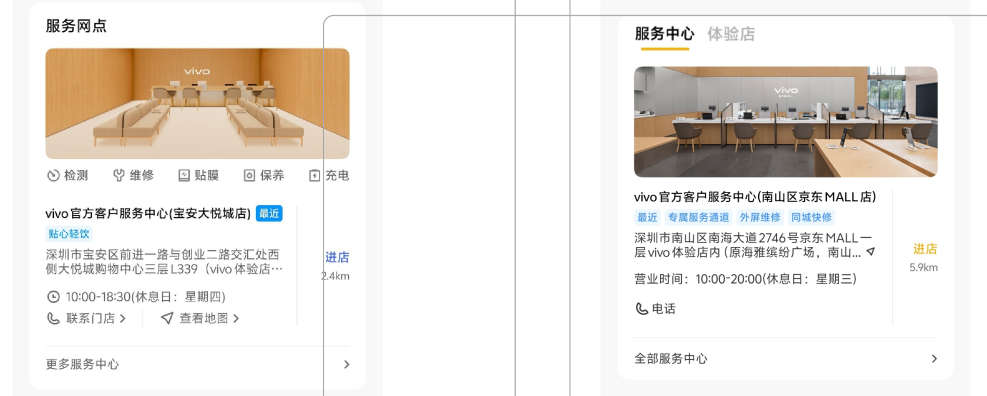 服务网点
vivo
检测 维修 贴膜 保养 充电
vivo官方客户服务中心(宝安大悦城店) 最近
贴心轻饮
深圳市宝安区前进一路与创业二路交汇处西
侧大悦城购物中心三层L339（vivo体验店…
进店
2.4km
10:00-18:30(休息日：星期四)
联系门店 > 查看地图 >
更多服务中心 >
服务中心 体验店
vivo
vivo官方客户服务中心(南山区京东MALL店)
最近 专属服务通道 外屏维修 同城快修
深圳市南山区南海大道2746号京东MALL一
层vivo体验店内（原海雅缤纷广场，南山...
进店
5.9km
营业时间：10:00-20:00(休息日：星期三)
电话
全部服务中心 >